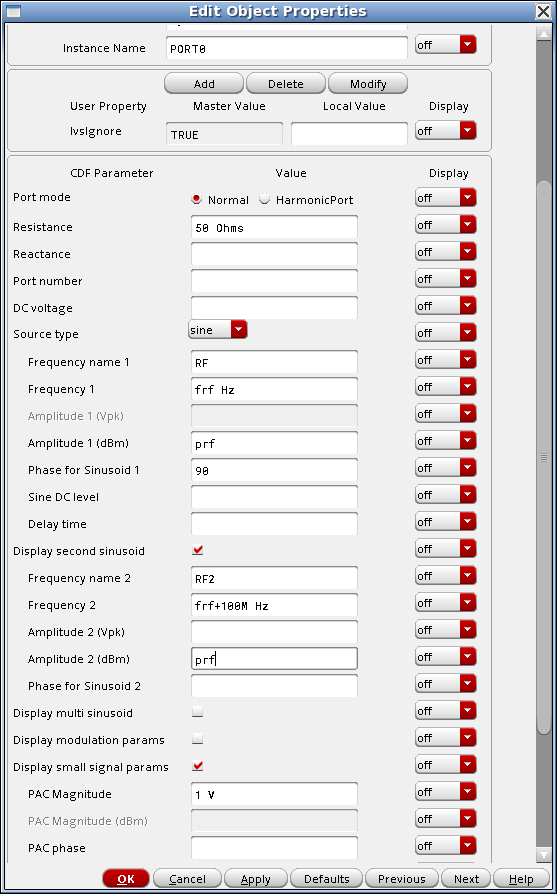 Edit Object Properties
Instance Name PORT0 off
Add Delete Modify
User Property Master Value Local Value Display
lvsIgnore TRUE off
CDF Parameter Value Display
Port mode Normal HarmonicPort off
Resistance 50 Ohms off
Reactance off
Port number off
DC voltage off
Source type sine off
Frequency name 1 RF off
Frequency 1 frf Hz off
Amplitude 1 (Vpk) off
Amplitude 1 (dBm) prf off
Phase for Sinusoid 1 90 off
Sine DC level off
Delay time off
Display second sinusoid off
Frequency name 2 RF2 off
Frequency 2 frf+100M Hz off
Amplitude 2 (Vpk) off
Amplitude 2 (dBm) prf off
Phase for Sinusoid 2 off
Display multi sinusoid off
Display modulation params off
Display small signal params off
PAC Magnitude 1 V off
PAC Magnitude (dBm) off
PAC phase off
OK Cancel Apply Defaults Previous Next Help